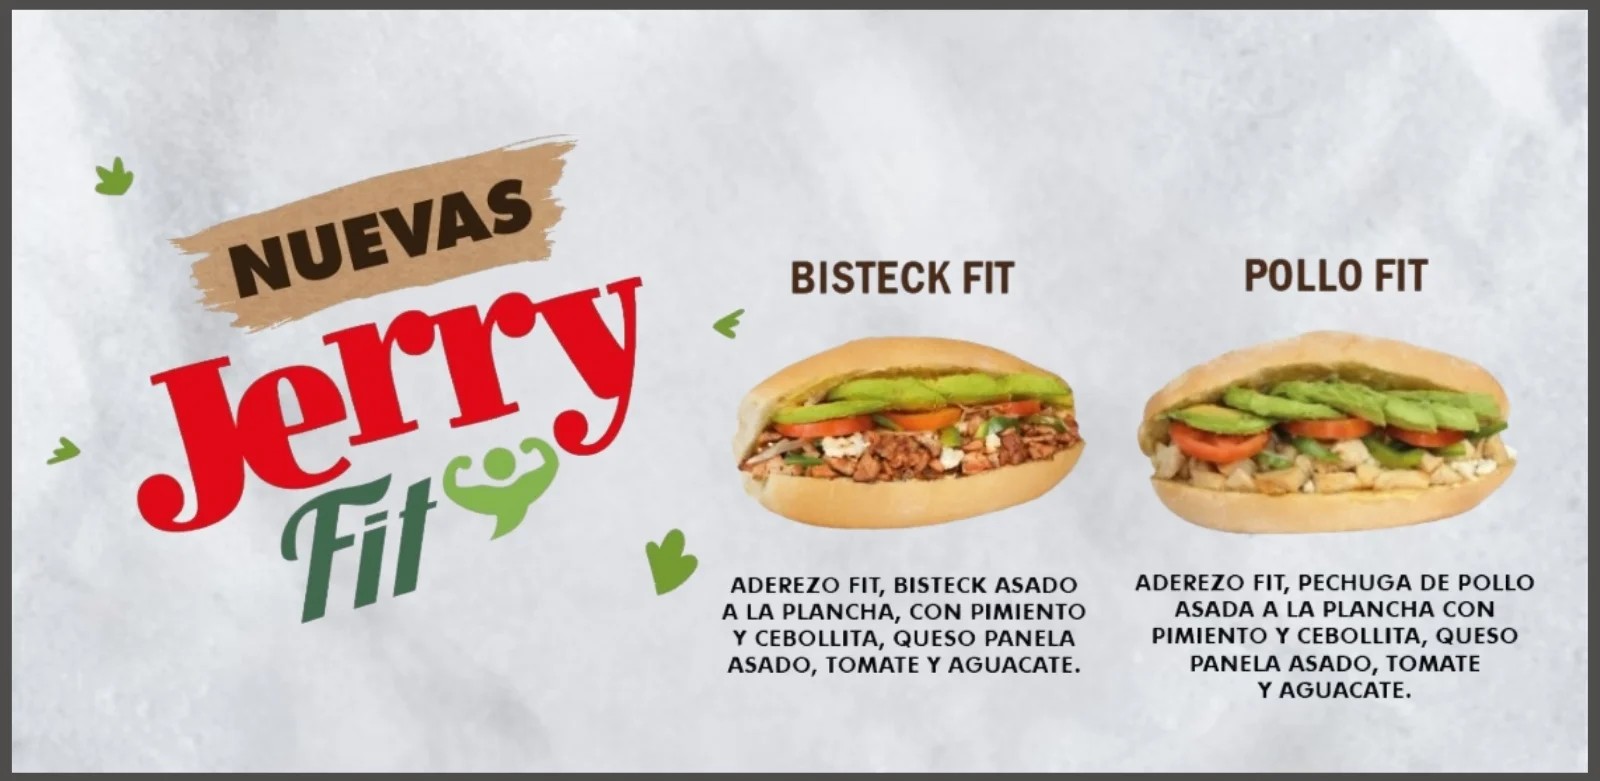 NUEVAS
Jerry
Fit
BISTECK FIT
ADEREZO FIT, BISTECK ASADO
A LA PLANCHA, CON PIMIENTO
Y CEBOLLITA, QUESO PANELA
ASADO, TOMATE Y AGUACATE.
POLLO FIT
ADEREZO FIT, PECHUGA DE POLLO
ASADA A LA PLANCHA CON
PIMIENTO Y CEBOLLITA, QUESO
PANELA ASADO, TOMATE
Y AGUACATE.